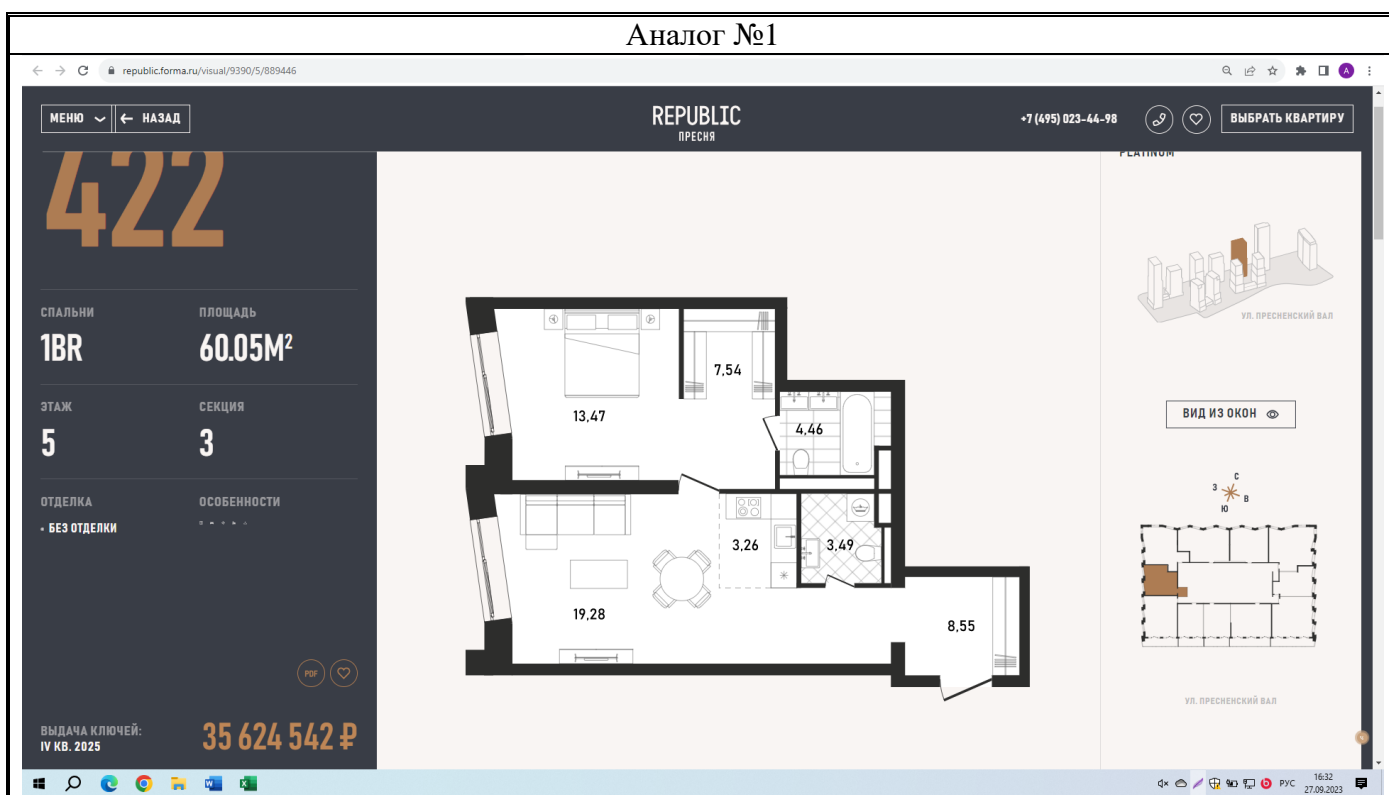 Аналог №1
republic.forma.ru/visual/9390/5/889446
A
МЕНЮ
← НАЗАД
REPUBLIC
ПРЕСНЯ
+7 (495) 023-44-98
ВЫБРАТЬ КВАРТИРУ
422
СПАЛЬНИ
ПЛОЩАДЬ
1BR
60.05М²
ЭТАЖ
СЕКЦИЯ
5
3
ОТДЕЛКА
ОСОБЕННОСТИ
• БЕЗ ОТДЕЛКИ
PDF
ВЫДАЧА КЛЮЧЕЙ:
IV КВ. 2025
35 624 542 ₽
13,47
7,54
4,46
3,26
3,49
19,28
8,55
PLATINUM
УЛ. ПРЕСНЕНСКИЙ ВАЛ
ВИД ИЗ ОКОН
С
З
В
Ю
УЛ. ПРЕСНЕНСКИЙ ВАЛ
РУС
16:32
27.09.2023